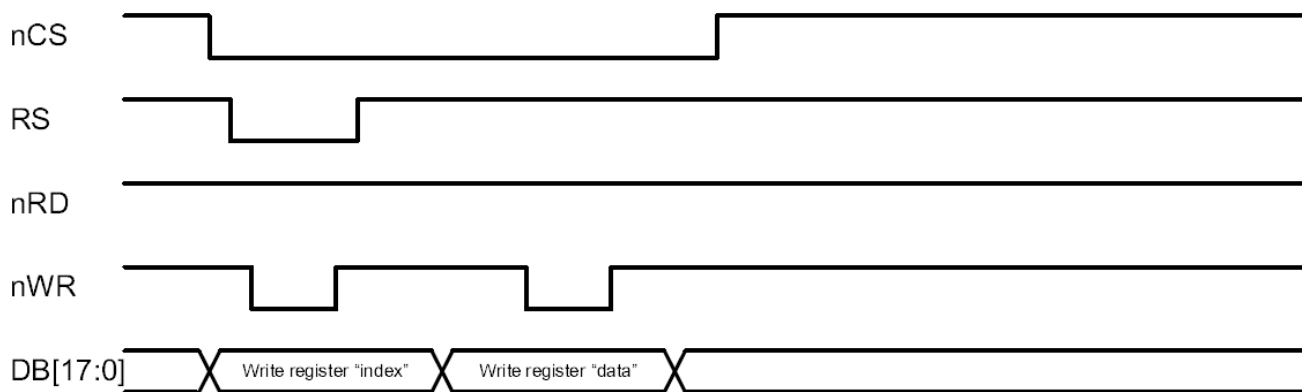 nCS
RS
nRD
nWR
DB[17:0]
Write register “index”
Write register “data”